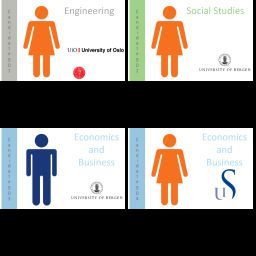 Engineering
UiO University of Oslo
Social Studies
UNIVERSITY OF BERGEN
Economics
and
Business
UNIVERSITY OF BERGEN
Economics
and
Business
uS